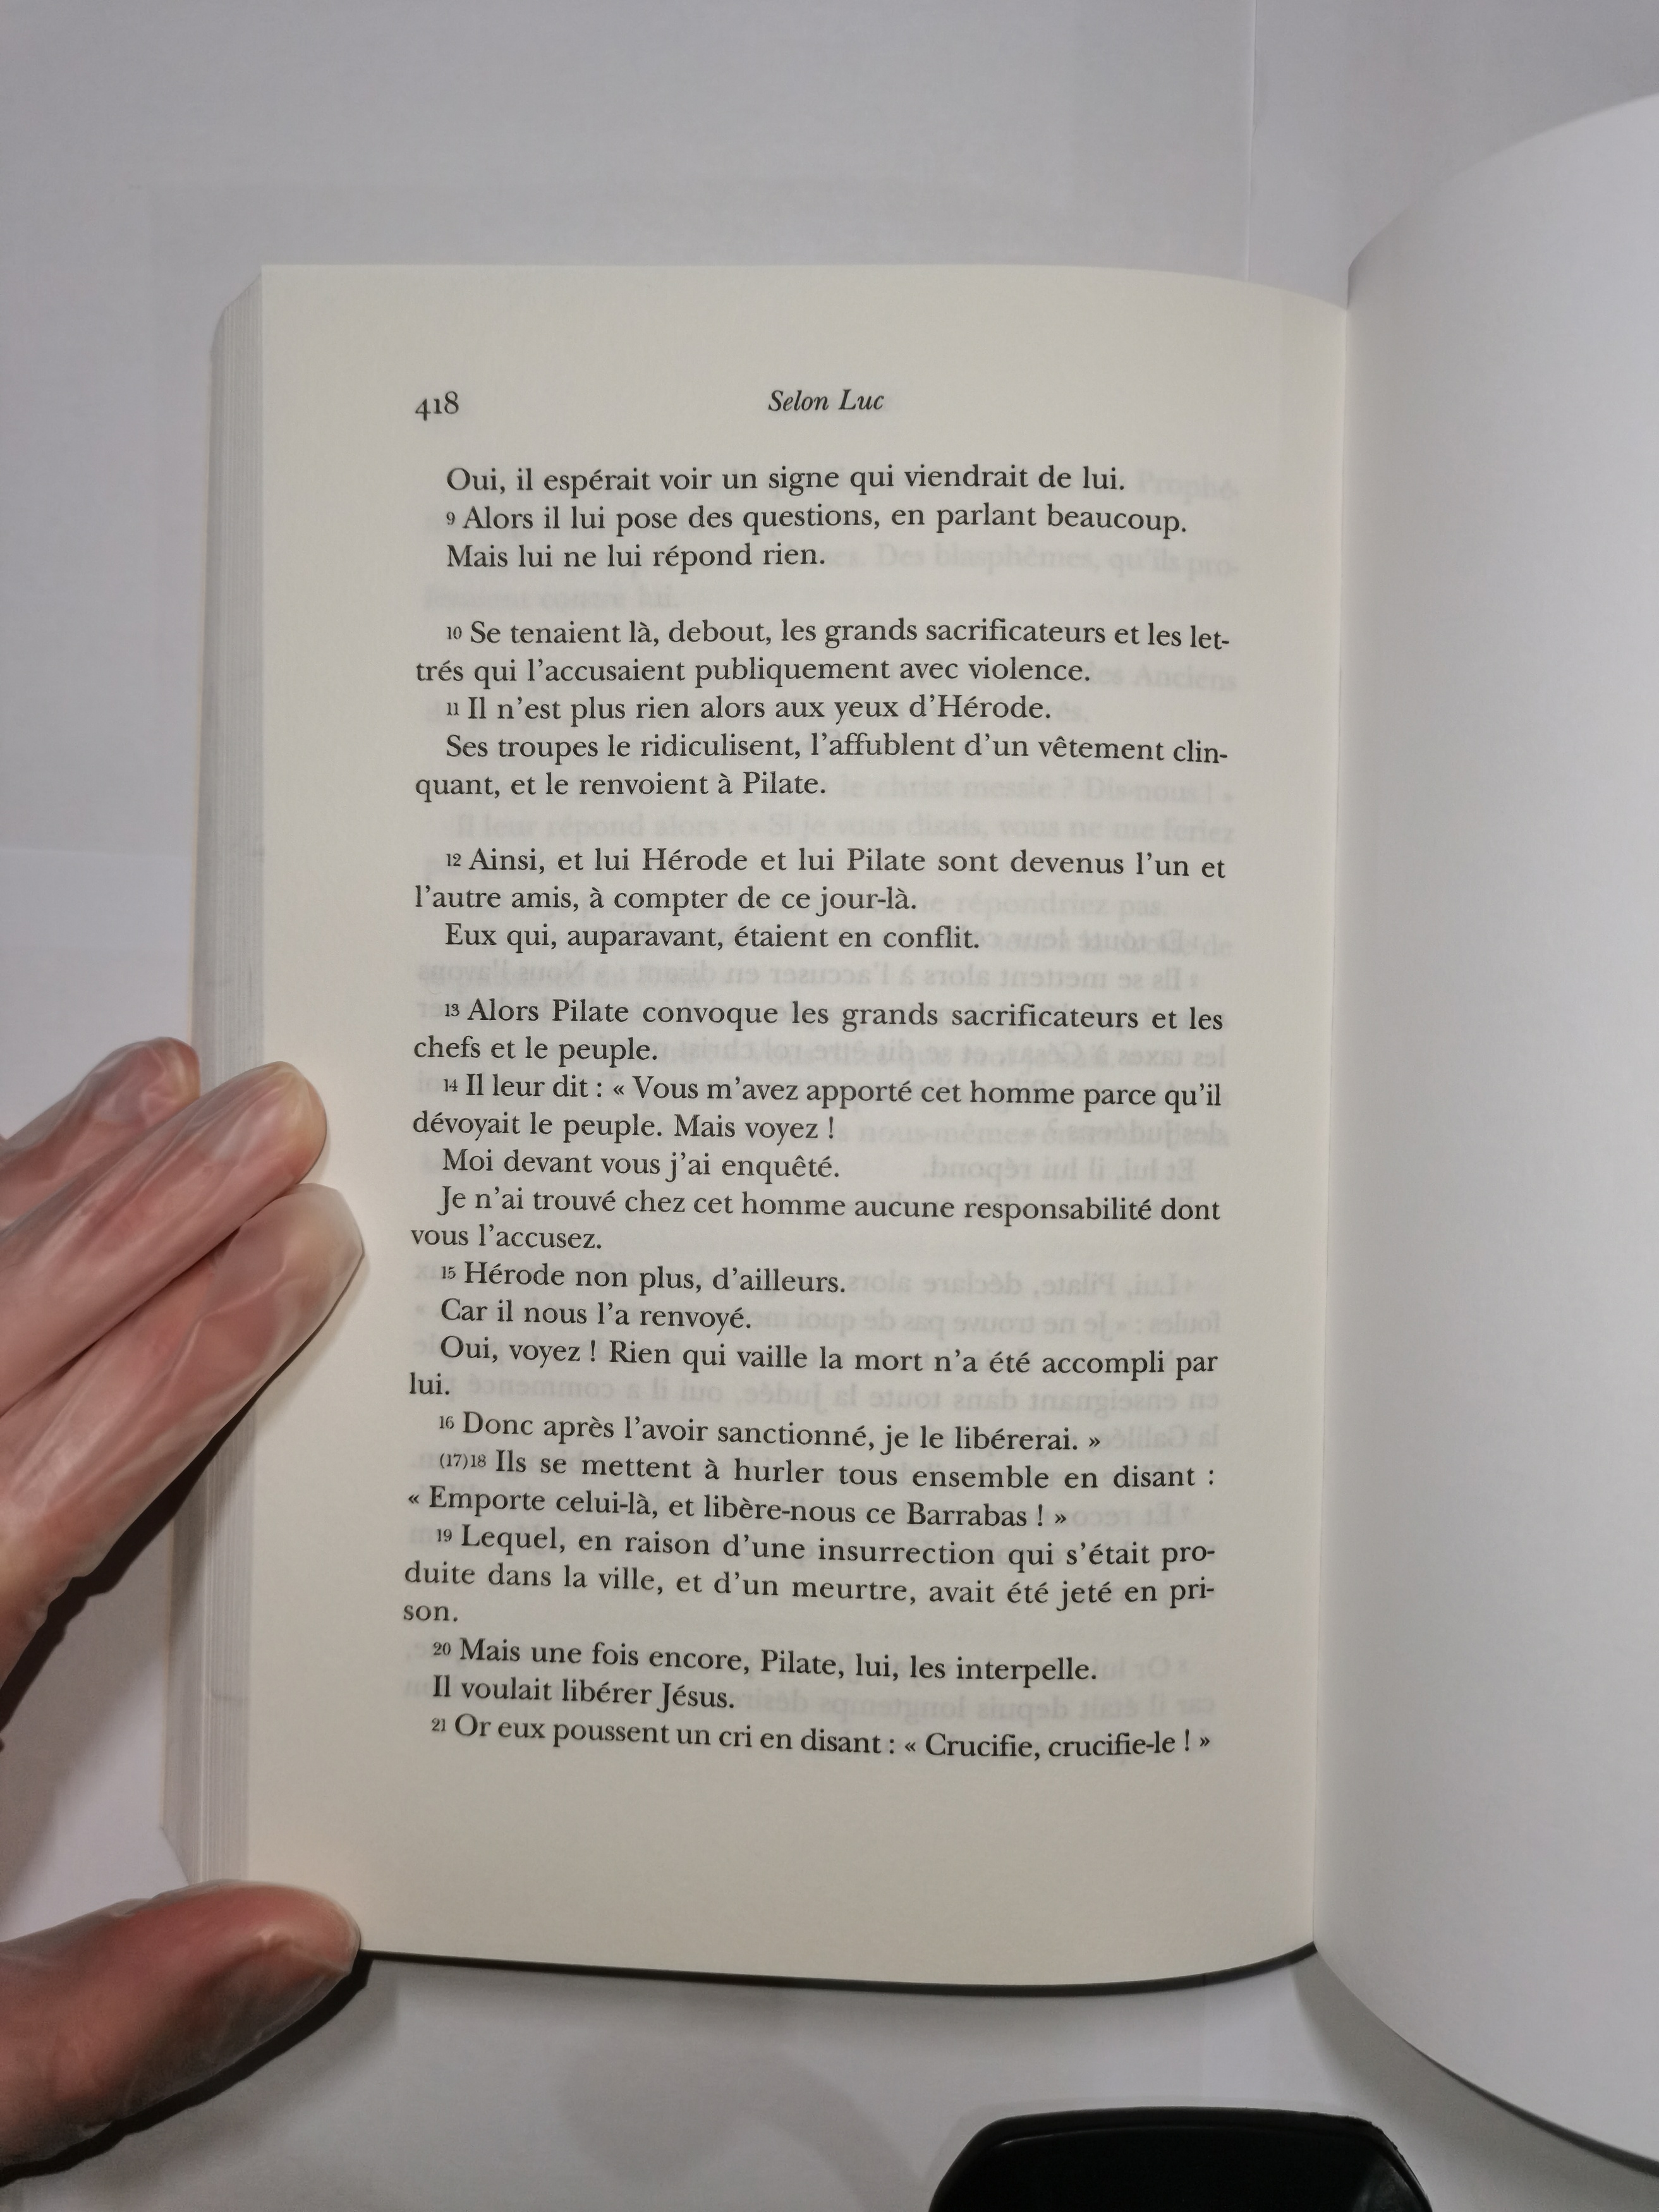 418
Selon Luc
Oui, il espérait voir un signe qui viendrait de lui.
9 Alors il lui pose des questions, en parlant beaucoup.
Mais lui ne lui répond rien.
10 Se tenaient là, debout, les grands sacrificateurs et les let-
trés qui l'accusaient publiquement avec violence.
11 Il n'est plus rien alors aux yeux d'Hérode.
Ses troupes le ridiculisent, l'affublent d'un vêtement clin-
quant, et le renvoient à Pilate.
12 Ainsi, et lui Hérode et lui Pilate sont devenus l'un et
l'autre amis, à compter de ce jour-là.
Eux qui, auparavant, étaient en conflit.
13 Alors Pilate convoque les grands sacrificateurs et les
chefs et le peuple.
14 Il leur dit : « Vous m'avez apporté cet homme parce qu'il
dévoyait le peuple. Mais voyez !
Moi devant vous j'ai enquêté.
Je n'ai trouvé chez cet homme aucune responsabilité dont
vous l'accusez.
15 Hérode non plus, d'ailleurs.
Car il nous l'a renvoyé.
Oui, voyez ! Rien qui vaille la mort n'a été accompli par
lui.
16 Donc après l'avoir sanctionné, je le libérerai. »
(17)18 Ils se mettent à hurler tous ensemble en disant :
« Emporte celui-là, et libère-nous ce Barrabas ! »
19 Lequel, en raison d'une insurrection qui s'était pro-
duite dans la ville, et d'un meurtre, avait été jeté en pri-
son.
20 Mais une fois encore, Pilate, lui, les interpelle.
Il voulait libérer Jésus.
21 Or eux poussent un cri en disant : « Crucifie, crucifie-le ! »